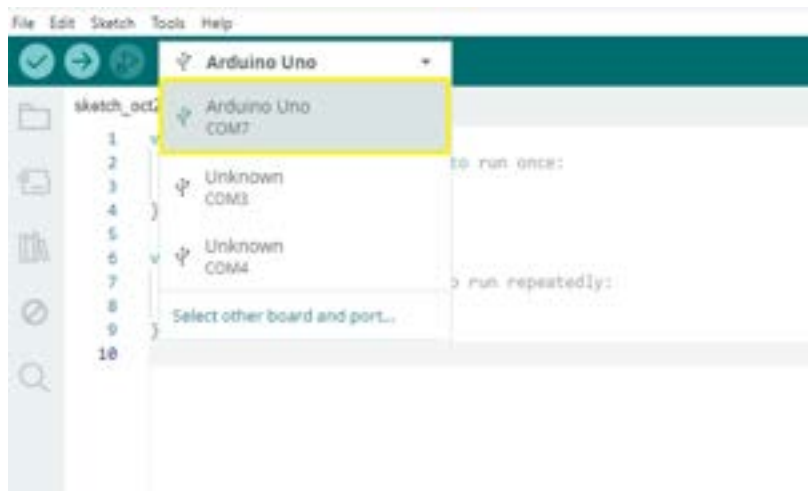 File Edit Sketch Tools Help
Arduino Uno
sketch_oct2
Arduino Uno
COM7
1 v
2 to run once:
3
4 }
Unknown
COM3
5
6 v
Unknown
COM4
7 o run repeatedly:
8
Select other board and port...
9 }
10